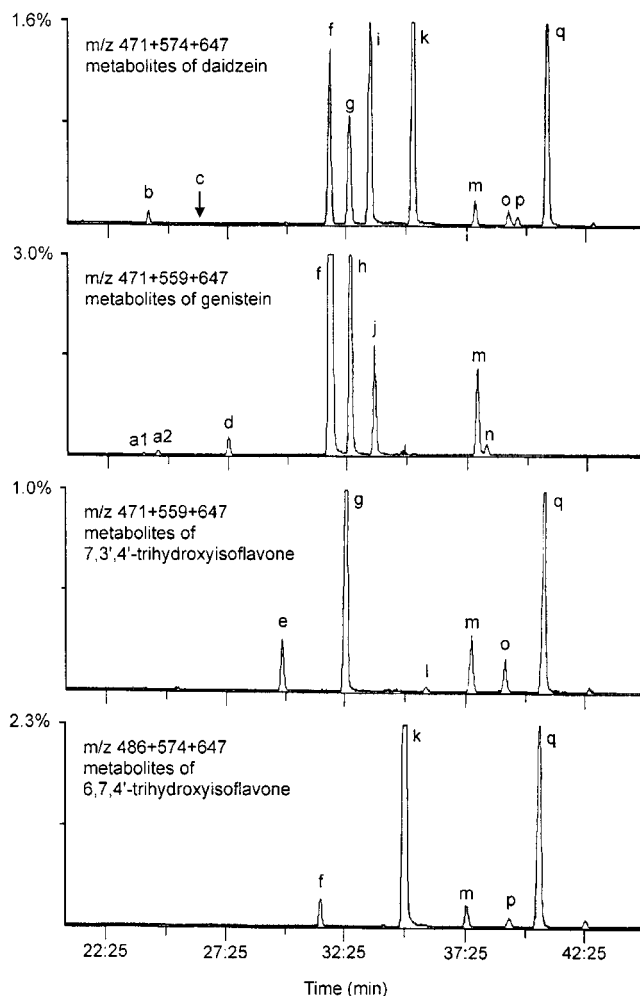 1.6%
m/z 471+574+647
metabolites of daidzein
b
c
f
g
i
k
m
o p
q
3.0%
m/z 471+559+647
metabolites of genistein
a1
a2
d
f
h
j
m
n
1.0%
m/z 471+559+647
metabolites of
7,3',4'-trihydroxyisoflavone
e
g
l
m
o
q
2.3%
m/z 486+574+647
metabolites of
6,7,4'-trihydroxyisoflavone
f
k
m
p
q
22:25 27:25 32:25 37:25 42:25
Time (min)